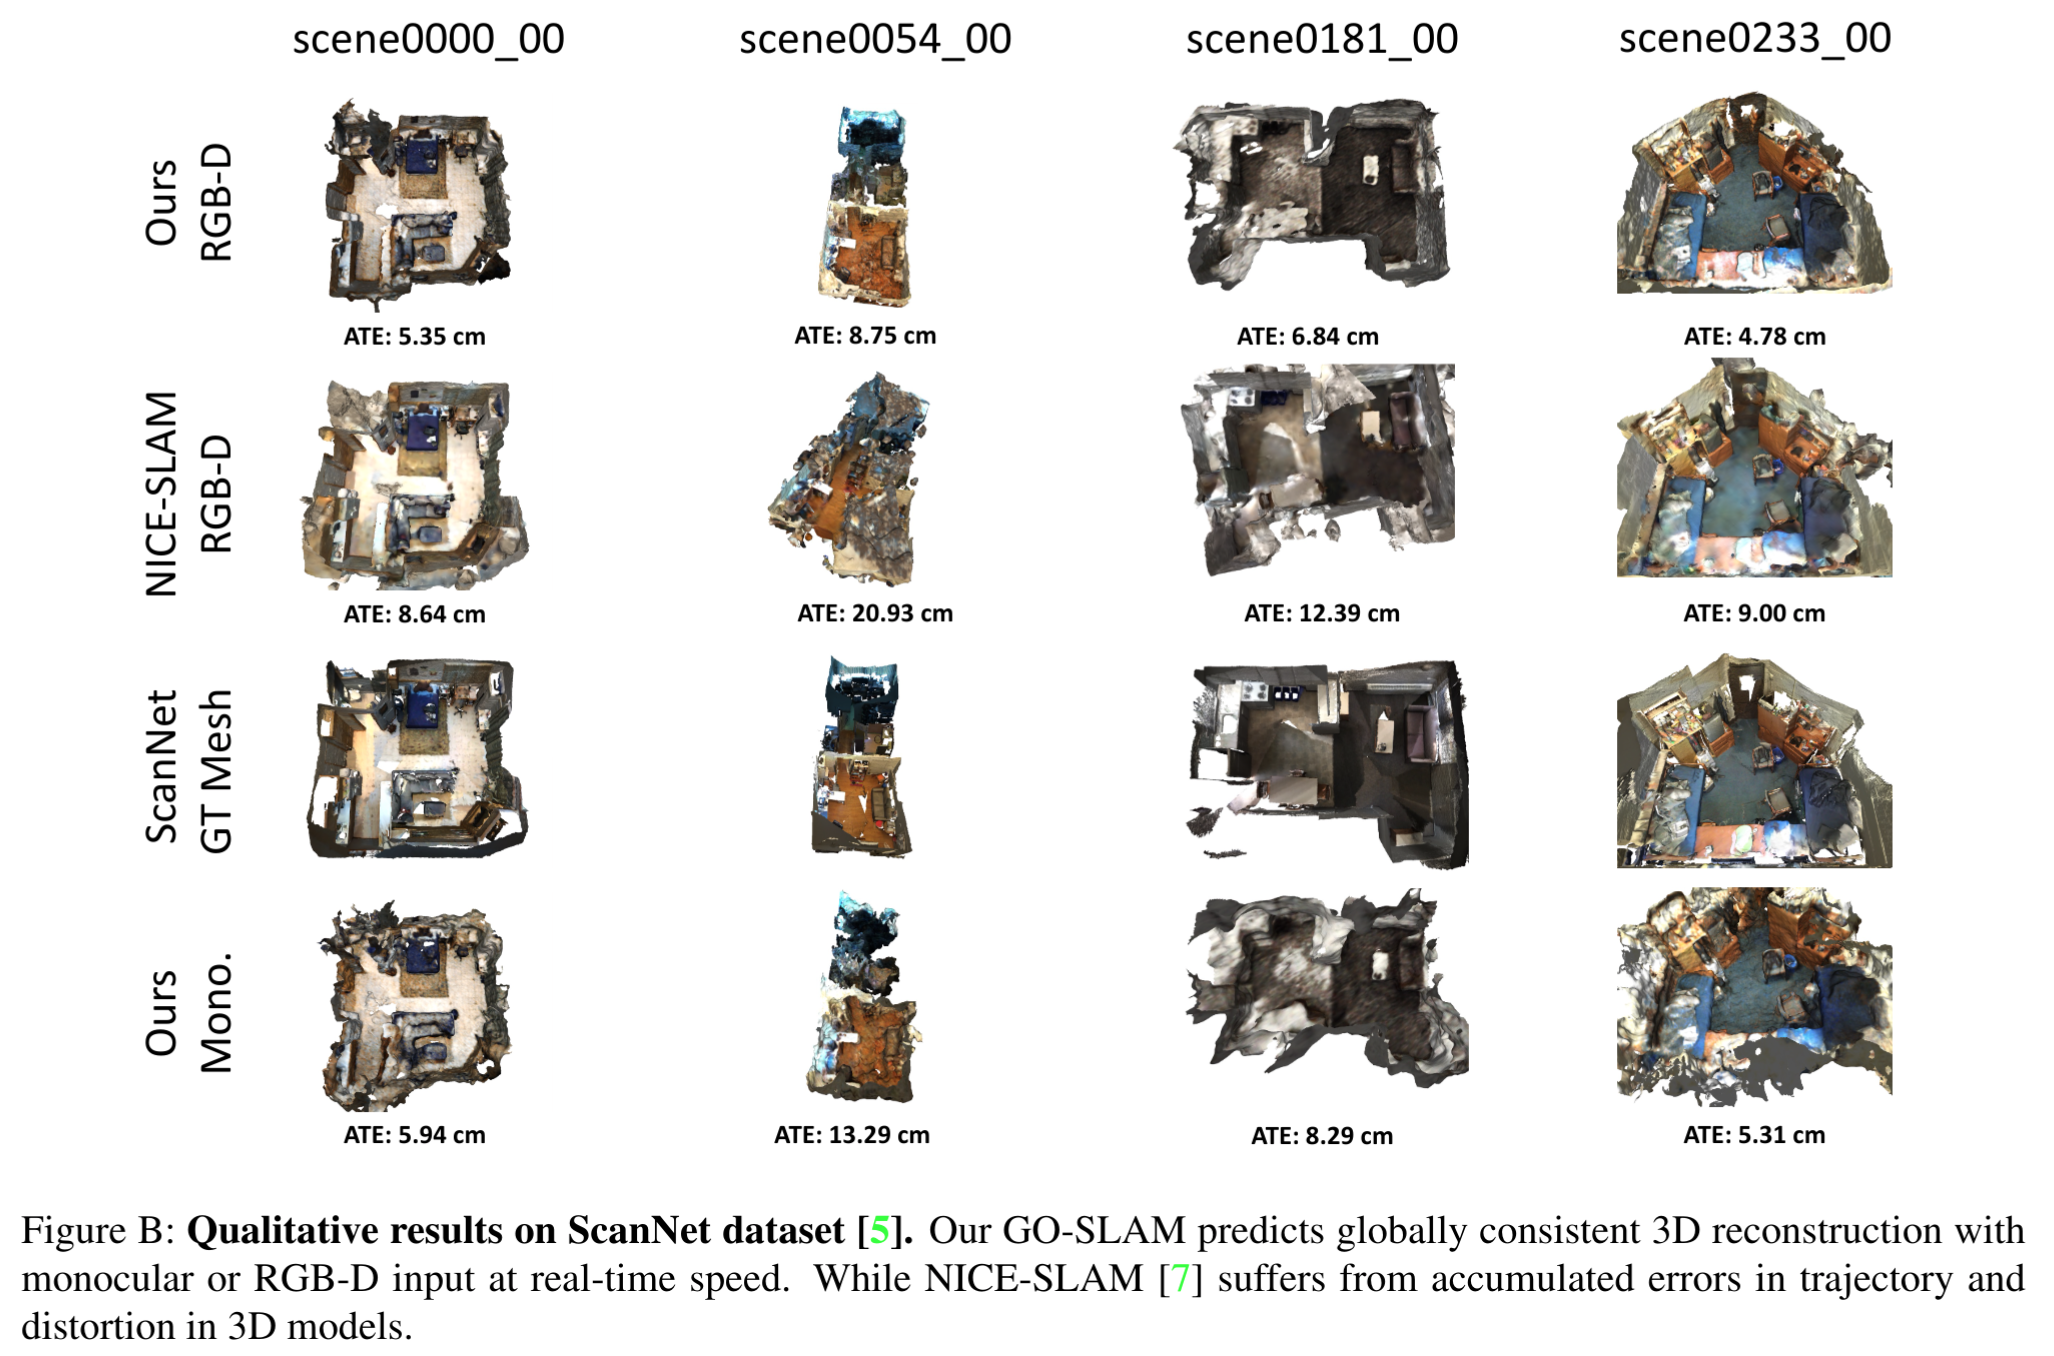 scene0000_00 scene0054_00 scene0181_00 scene0233_00
Ours
RGB-D
ATE: 5.35 cm ATE: 8.75 cm ATE: 6.84 cm ATE: 4.78 cm
NICE-SLAM
RGB-D
ATE: 8.64 cm ATE: 20.93 cm ATE: 12.39 cm ATE: 9.00 cm
ScanNet
GT Mesh
Ours
Mono.
ATE: 5.94 cm ATE: 13.29 cm ATE: 8.29 cm ATE: 5.31 cm
Figure B: Qualitative results on ScanNet dataset [5]. Our GO-SLAM predicts globally consistent 3D reconstruction with
monocular or RGB-D input at real-time speed. While NICE-SLAM [7] suffers from accumulated errors in trajectory and
distortion in 3D models.